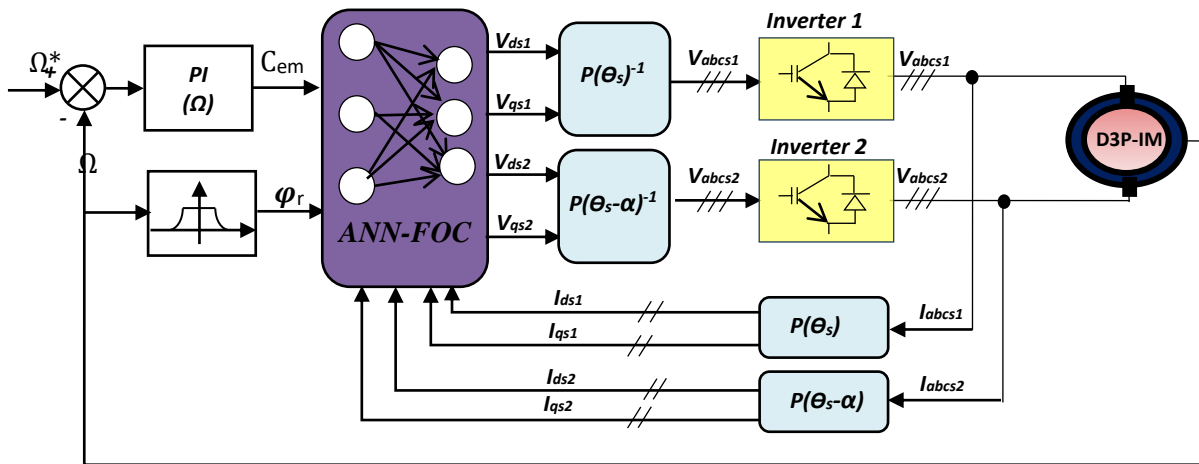 Ω*
+
-
Ω
PI
(Ω)
Cem
φr
ANN-FOC
Vds1
Vqs1
Vds2
Vqs2
P(ϴs)-1
P(ϴs-α)-1
Vabcs1
Vabcs2
Inverter 1
Inverter 2
Vabcs1
Vabcs2
D3P-IM
Ids1
Iqs1
Ids2
Iqs2
P(ϴs)
P(ϴs-α)
Iabcs1
Iabcs2